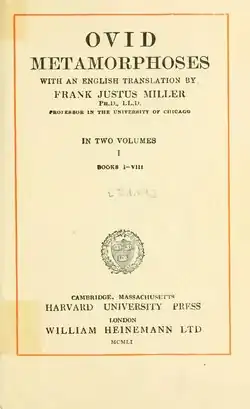 OVID
METAMORPHOSES
WITH AN ENGLISH TRANSLATION BY
FRANK JUSTUS MILLER
PH.D., LL.D.
PROFESSOR IN THE UNIVERSITY OF CHICAGO
IN TWO VOLUMES
I
BOOKS I–VIII
CAMBRIDGE, MASSACHUSETTS
HARVARD UNIVERSITY PRESS
LONDON
WILLIAM HEINEMANN LTD
MCMLI